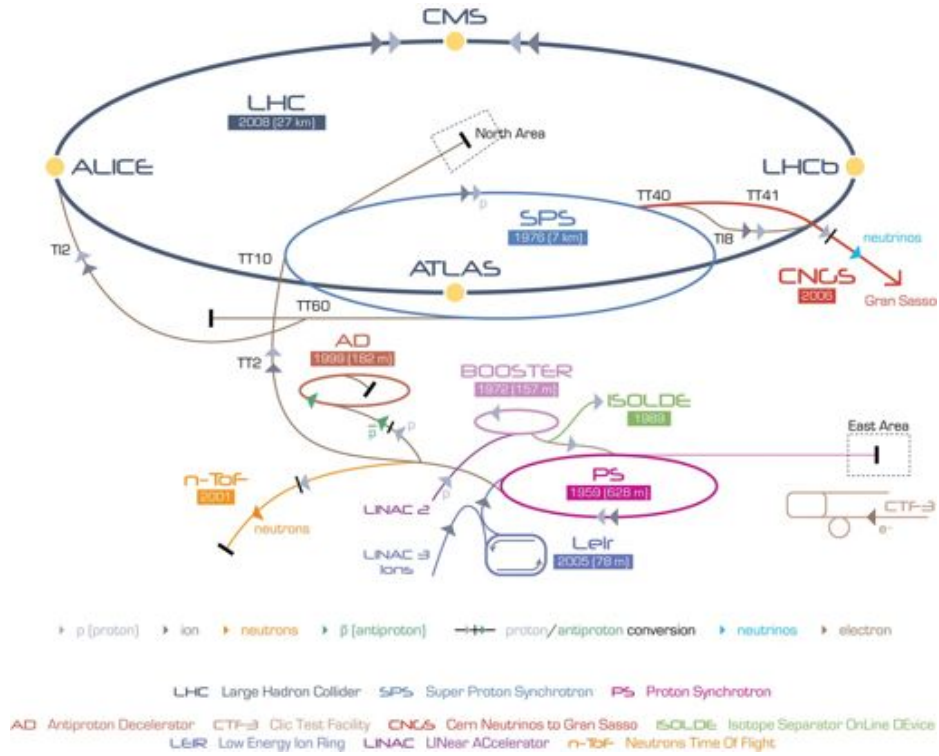 CMS
LHC
2008 (27 km)
North Area
ALICE
LHCb
TT40
TT41
SPS
1976 (7 km)
p
TI8
TI2
neutrinos
TT10
ATLAS
CNGS
2006
Gran Sasso
TT60
AD
1999 (182 m)
TT2
BOOSTER
1972 (157 m)
ISOLDE
1989
p̄
p
East Area
n-ToF
2001
PS
1959 (628 m)
LINAC 2
p
CTF-3
e-
neutrons
LINAC 3
Ions
Leir
2005 (78 m)
p (proton) ion neutrons p̄ (antiproton) proton/antiproton conversion neutrinos electron
LHC Large Hadron Collider SPS Super Proton Synchrotron PS Proton Synchrotron
AD Antiproton Decelerator CTF-3 Clic Test Facility CNGS Cern Neutrinos to Gran Sasso ISOLDE Isotope Separator OnLine DEvice
LEIR Low Energy Ion Ring LINAC LINear ACcelerator n-ToF Neutrons Time Of Flight